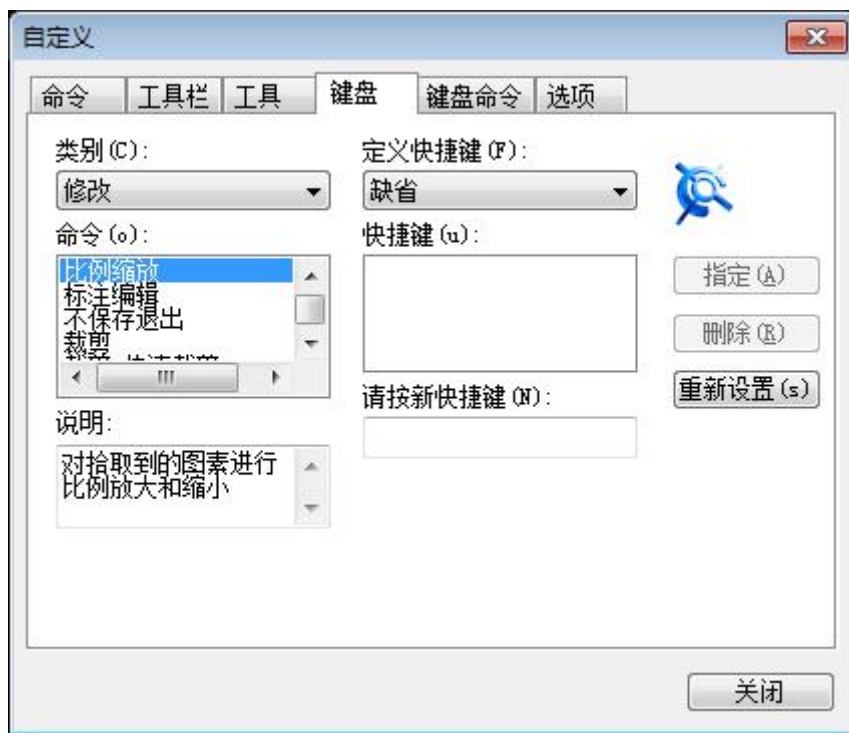 自定义
命令 工具栏 工具 键盘 键盘命令 选项
类别(C): 定义快捷键(F):
修改 缺省
命令(o): 快捷键(u):
比例缩放
标注编辑
不保存退出
裁剪
指定(A)
删除(R)
重新设置(s)
请按新快捷键(N):
说明:
对拾取到的图素进行
比例放大和缩小
关闭